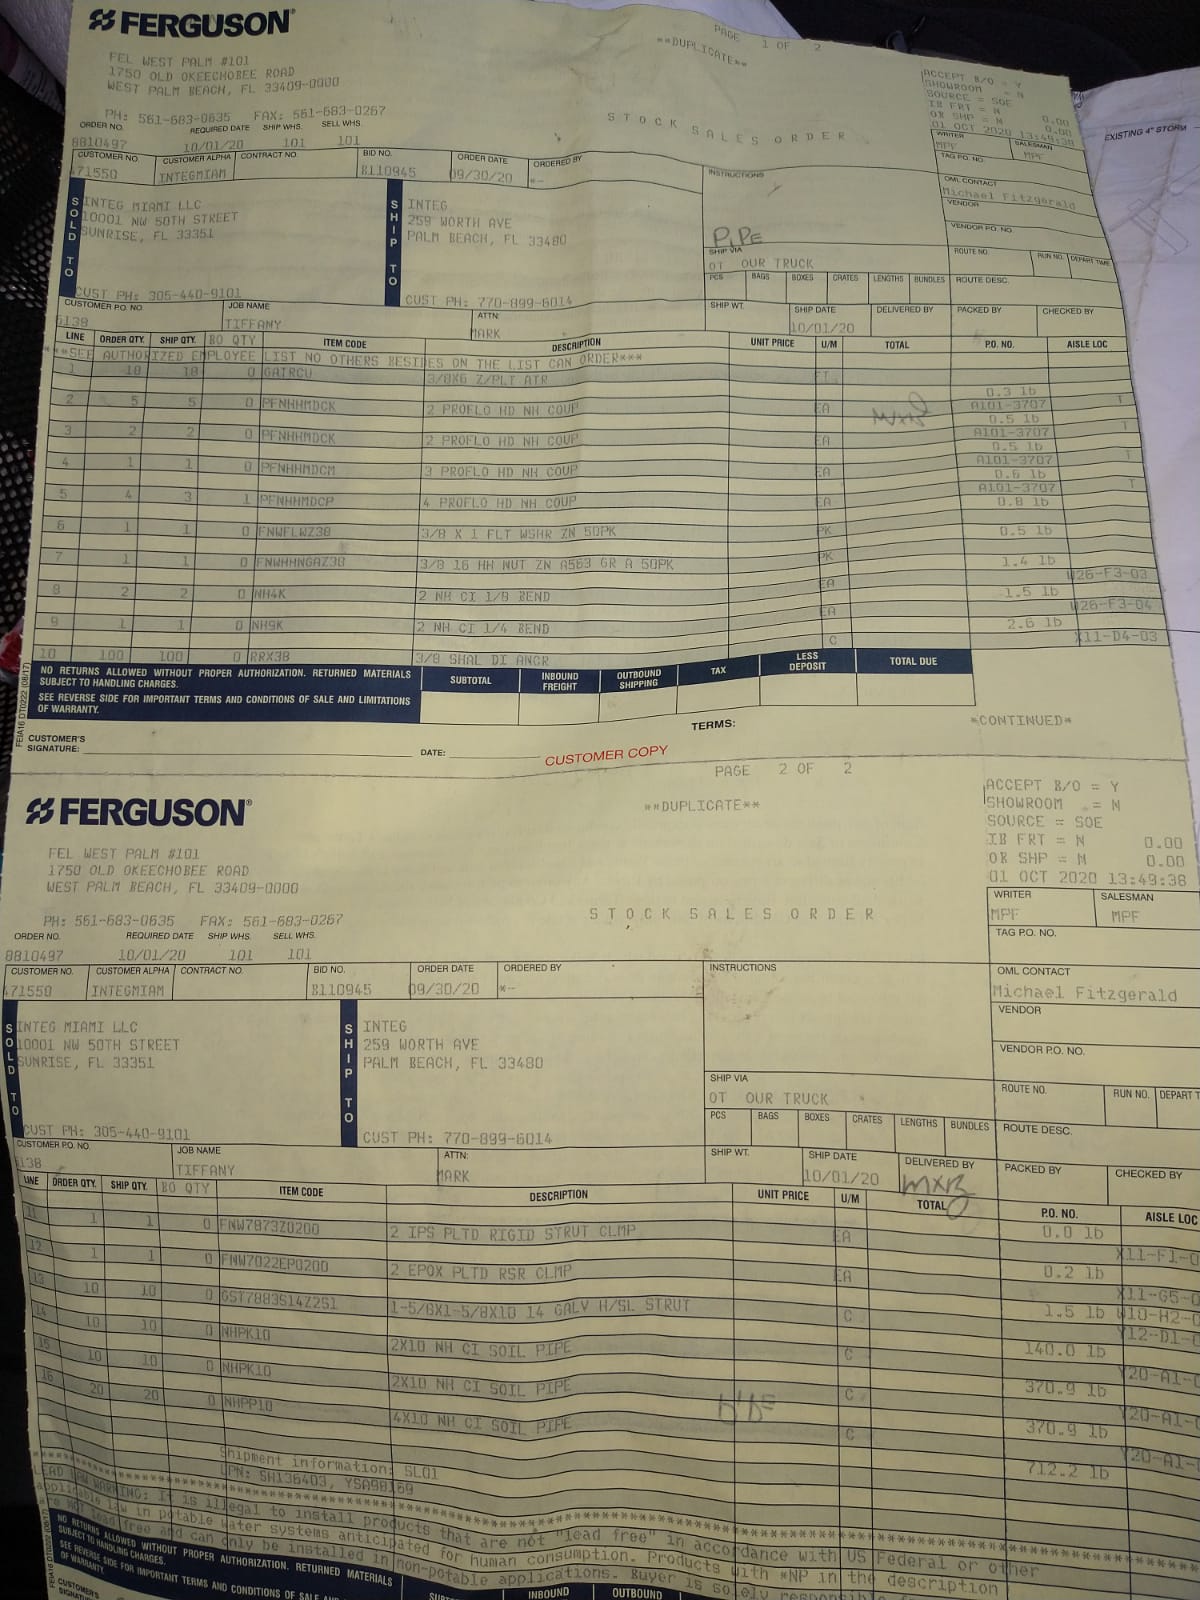 FERGUSON
PAGE 1 OF 2
**DUPLICATE**
FEL WEST PALM #101
1750 OLD OKEECHOBEE ROAD
WEST PALM BEACH, FL 33409-0000
PH: 561-683-0635 FAX: 561-683-0267
STOCK SALES ORDER
ACCEPT B/O = Y
SHOWROOM = N
SOURCE = SOE
IB FRT = N 0.00
OB SHP = N 0.00
01 OCT 2020 13:49:38
EXISTING 4" STORM
ORDER NO. REQUIRED DATE SHIP WHS. SELL WHS.
8810497 10/01/20 101 101
WRITER SALESMAN
MPF MPF
TAG P.O. NO.
CUSTOMER NO. CUSTOMER ALPHA CONTRACT NO. BID NO. ORDER DATE ORDERED BY INSTRUCTIONS
471550 INTEGMIAM B110945 09/30/20 *-
OML CONTACT
Michael Fitzgerald
VENDOR
VENDOR P.O. NO.
SOLD TO
INTEG MIAMI LLC
10001 NW 50TH STREET
SUNRISE, FL 33351
CUST PH: 305-440-9101
SHIP TO
INTEG
259 WORTH AVE
PALM BEACH, FL 33480
CUST PH: 770-899-6014
PIPE
SHIP VIA
OT OUR TRUCK
ROUTE NO. RUN NO. DEPART TIME
PCS BAGS BOXES CRATES LENGTHS BUNDLES ROUTE DESC.
CUSTOMER P.O. NO. JOB NAME ATTN: SHIP WT. SHIP DATE DELIVERED BY PACKED BY CHECKED BY
6138 TIFFANY MARK 10/01/20
LINE ORDER QTY. SHIP QTY. BO QTY ITEM CODE DESCRIPTION UNIT PRICE U/M TOTAL P.O. NO. AISLE LOC
***SEE AUTHORIZED EMPLOYEE LIST NO OTHERS BESIDES ON THE LIST CAN ORDER***
1 18 18 0 GATRCU 3/8X6 Z/PLT ATR FT 0.3 lb
2 5 5 0 PFNHHMDCK 2 PROFLO HD NH COUP EA A101-3707 T 0.5 lb
3 2 2 0 PFNHHMDCK 2 PROFLO HD NH COUP EA A101-3707 T 0.5 lb
4 1 1 0 PFNHHMDCM 3 PROFLO HD NH COUP EA A101-3707 T 0.6 lb
5 4 3 1 PFNHHMDCP 4 PROFLO HD NH COUP EA A101-3707 T 0.8 lb
6 1 1 0 FNWFLWZ38 3/8 X 1 FLT WSHR ZN 50PK PK 0.5 lb
7 1 1 0 FNWHHNGAZ38 3/8 16 HH NUT ZN A563 GR A 50PK PK 1.4 lb
8 2 2 0 NH4K 2 NH CI 1/8 BEND EA W26-F3-03 1.5 lb
9 1 1 0 NH9K 2 NH CI 1/4 BEND EA W26-F3-04 2.6 lb
10 100 100 0 RRX38 3/8 SHAL DI ANCR C X11-D4-03
NO RETURNS ALLOWED WITHOUT PROPER AUTHORIZATION. RETURNED MATERIALS
SUBJECT TO HANDLING CHARGES.
SEE REVERSE SIDE FOR IMPORTANT TERMS AND CONDITIONS OF SALE AND LIMITATIONS
OF WARRANTY.
SUBTOTAL INBOUND FREIGHT OUTBOUND SHIPPING TAX LESS DEPOSIT TOTAL DUE
FEIA16 DT0222 (08/17)
TERMS: *CONTINUED*
CUSTOMER'S
SIGNATURE: DATE: CUSTOMER COPY
PAGE 2 OF 2
FERGUSON
**DUPLICATE**
FEL WEST PALM #101
1750 OLD OKEECHOBEE ROAD
WEST PALM BEACH, FL 33409-0000
PH: 561-683-0635 FAX: 561-683-0267
STOCK SALES ORDER
ACCEPT B/O = Y
SHOWROOM = N
SOURCE = SOE
IB FRT = N 0.00
OB SHP = N 0.00
01 OCT 2020 13:49:38
ORDER NO. REQUIRED DATE SHIP WHS. SELL WHS.
8810497 10/01/20 101 101
WRITER SALESMAN
MPF MPF
TAG P.O. NO.
CUSTOMER NO. CUSTOMER ALPHA CONTRACT NO. BID NO. ORDER DATE ORDERED BY INSTRUCTIONS
471550 INTEGMIAM B110945 09/30/20 *-
OML CONTACT
Michael Fitzgerald
VENDOR
VENDOR P.O. NO.
SOLD TO
INTEG MIAMI LLC
10001 NW 50TH STREET
SUNRISE, FL 33351
CUST PH: 305-440-9101
SHIP TO
INTEG
259 WORTH AVE
PALM BEACH, FL 33480
CUST PH: 770-899-6014
SHIP VIA
OT OUR TRUCK
ROUTE NO. RUN NO. DEPART T
PCS BAGS BOXES CRATES LENGTHS BUNDLES ROUTE DESC.
CUSTOMER P.O. NO. JOB NAME ATTN: SHIP WT. SHIP DATE DELIVERED BY PACKED BY CHECKED BY
6138 TIFFANY MARK 10/01/20
LINE ORDER QTY. SHIP QTY. BO QTY ITEM CODE DESCRIPTION UNIT PRICE U/M TOTAL P.O. NO. AISLE LOC
11 1 1 0 FNW7873Z0200 2 IPS PLTD RIGID STRUT CLMP EA 0.0 lb
12 1 1 0 FNW7022EP0200 2 EPOX PLTD RSR CLMP EA 0.2 lb
13 10 10 0 GST7883S14Z2S1 1-5/8X1-5/8X10 14 GALV H/SL STRUT C 1.5 lb
14 10 10 0 NHPK10 2X10 NH CI SOIL PIPE C 140.0 lb
15 10 10 0 NHPK10 2X10 NH CI SOIL PIPE C 370.9 lb
16 20 20 0 NHPP10 4X10 NH CI SOIL PIPE C 370.9 lb
712.2 lb
Shipment information: SL01
LPN: SH136403, YSA98169
LEAD LAW WARNING: It is illegal to install products that are not "lead free" in accordance with US Federal or other
applicable law in potable water systems anticipated for human consumption. Products with *NP in the description
are NOT lead free and can only be installed in non-potable applications. Buyer is solely responsible
NO RETURNS ALLOWED WITHOUT PROPER AUTHORIZATION. RETURNED MATERIALS
SUBJECT TO HANDLING CHARGES.
SEE REVERSE SIDE FOR IMPORTANT TERMS AND CONDITIONS OF SALE AND
OF WARRANTY.
INBOUND OUTBOUND
CUSTOMER'S